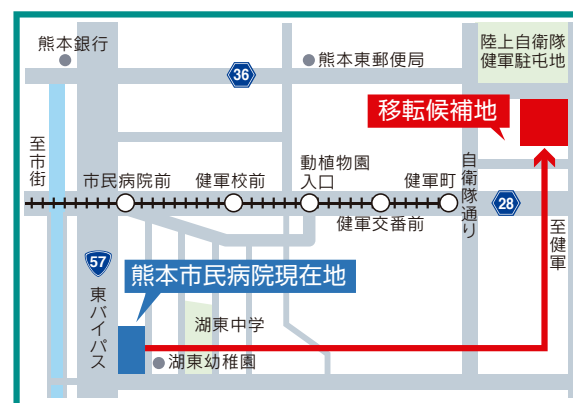 熊本銀行
36
熊本東郵便局
陸上自衛隊
健軍駐屯地
移転候補地
至市街
市民病院前
健軍校前
動植物園
入口
健軍町
自衛隊通り
28
健軍交番前
至健軍
57
東バイパス
熊本市民病院現在地
湖東中学
湖東幼稚園